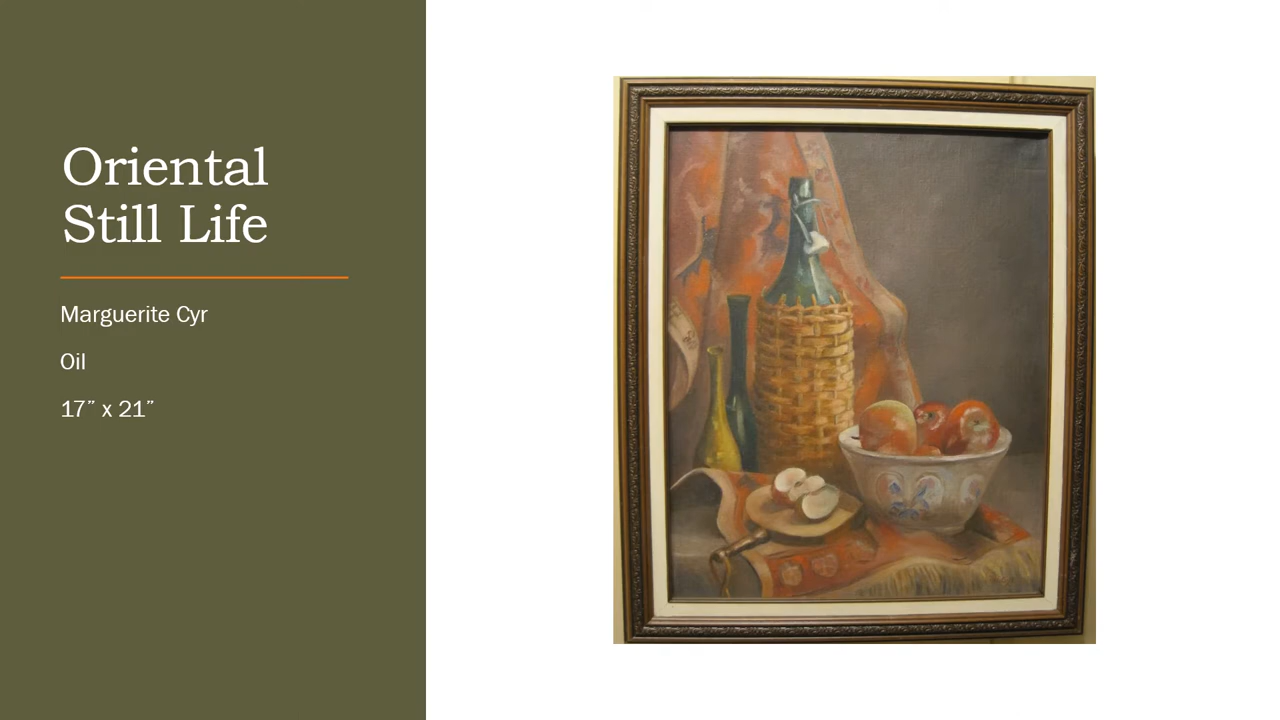 Oriental
Still Life
Marguerite Cyr
Oil
17” x 21”